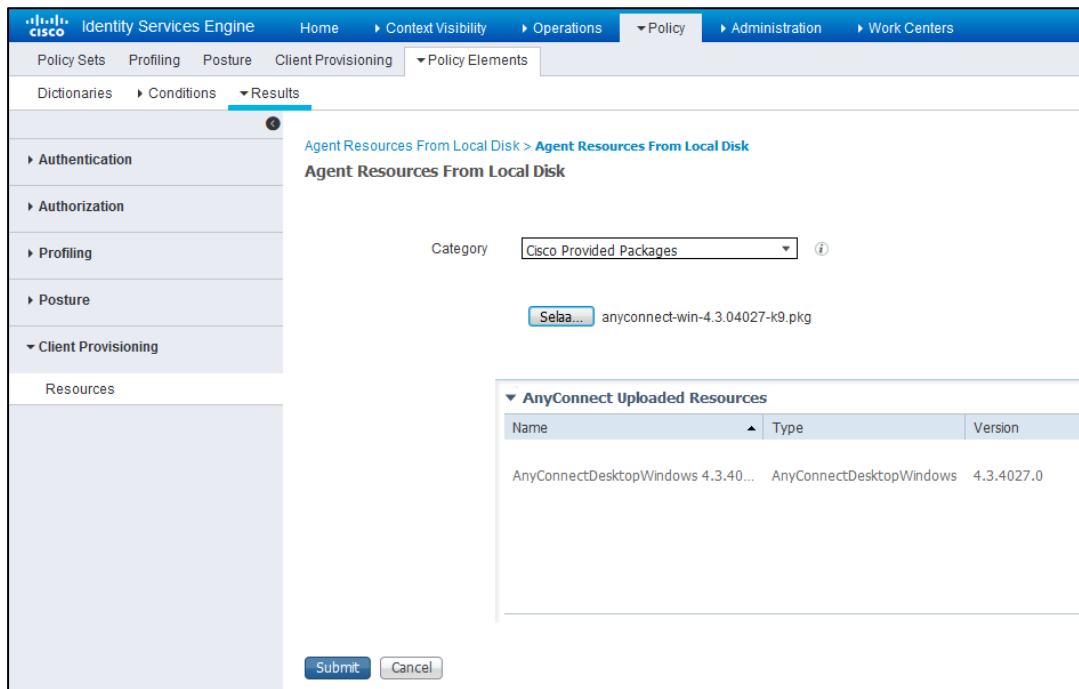 cisco Identity Services Engine Home Context Visibility Operations Policy Administration Work Centers
Policy Sets Profiling Posture Client Provisioning Policy Elements
Dictionaries Conditions Results
Authentication
Authorization
Profiling
Posture
Client Provisioning
Resources
Agent Resources From Local Disk > Agent Resources From Local Disk
Agent Resources From Local Disk
Category Cisco Provided Packages i
Selaa... anyconnect-win-4.3.04027-k9.pkg
AnyConnect Uploaded Resources
Name Type Version
AnyConnectDesktopWindows 4.3.40... AnyConnectDesktopWindows 4.3.4027.0
Submit Cancel